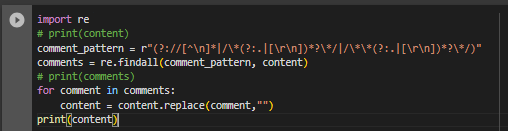 import re
# print(content)
comment_pattern = r"(?://[^\n]*|/\*(?:.|[\r\n])*?\*/|/\*\*(?:.|[\r\n])*?\*/)"
comments = re.findall(comment_pattern, content)
# print(comments)
for comment in comments:
    content = content.replace(comment,"")
print(content)